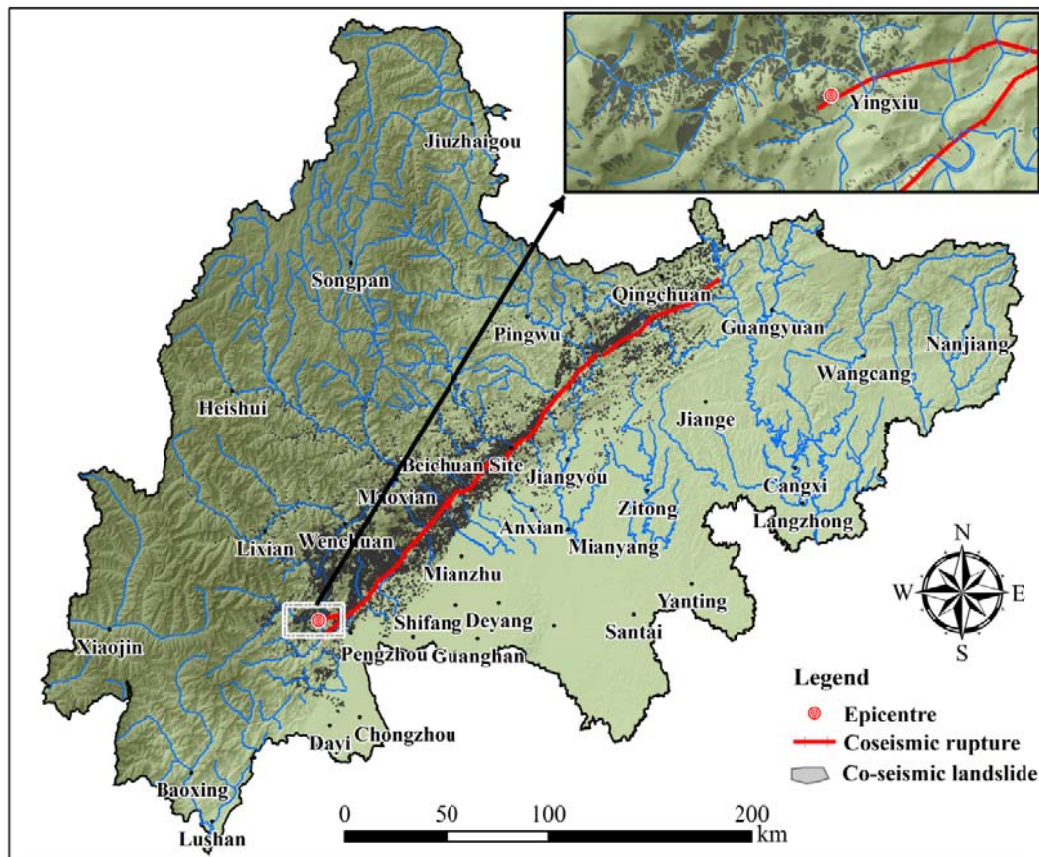 Yingxiu
Jiuzhaigou
Songpan
Qingchuan
Pingwu
Guangyuan
Nanjiang
Wangcang
Heishui
Jiange
Beichuan Site
Jiangyou
Maoxian
Cangxi
Zitong
Langzhong
Anxian
Wenchuan
Lixian
Mianyang
Mianzhu
Yanting
Shifang
Deyang
Santai
Xiaojin
Pengzhou
Guanghan
Chongzhou
Dayi
Baoxing
Lushan
N
W
E
S
Legend
Epicentre
Coseismic rupture
Co-seismic landslide
0 50 100 200
km